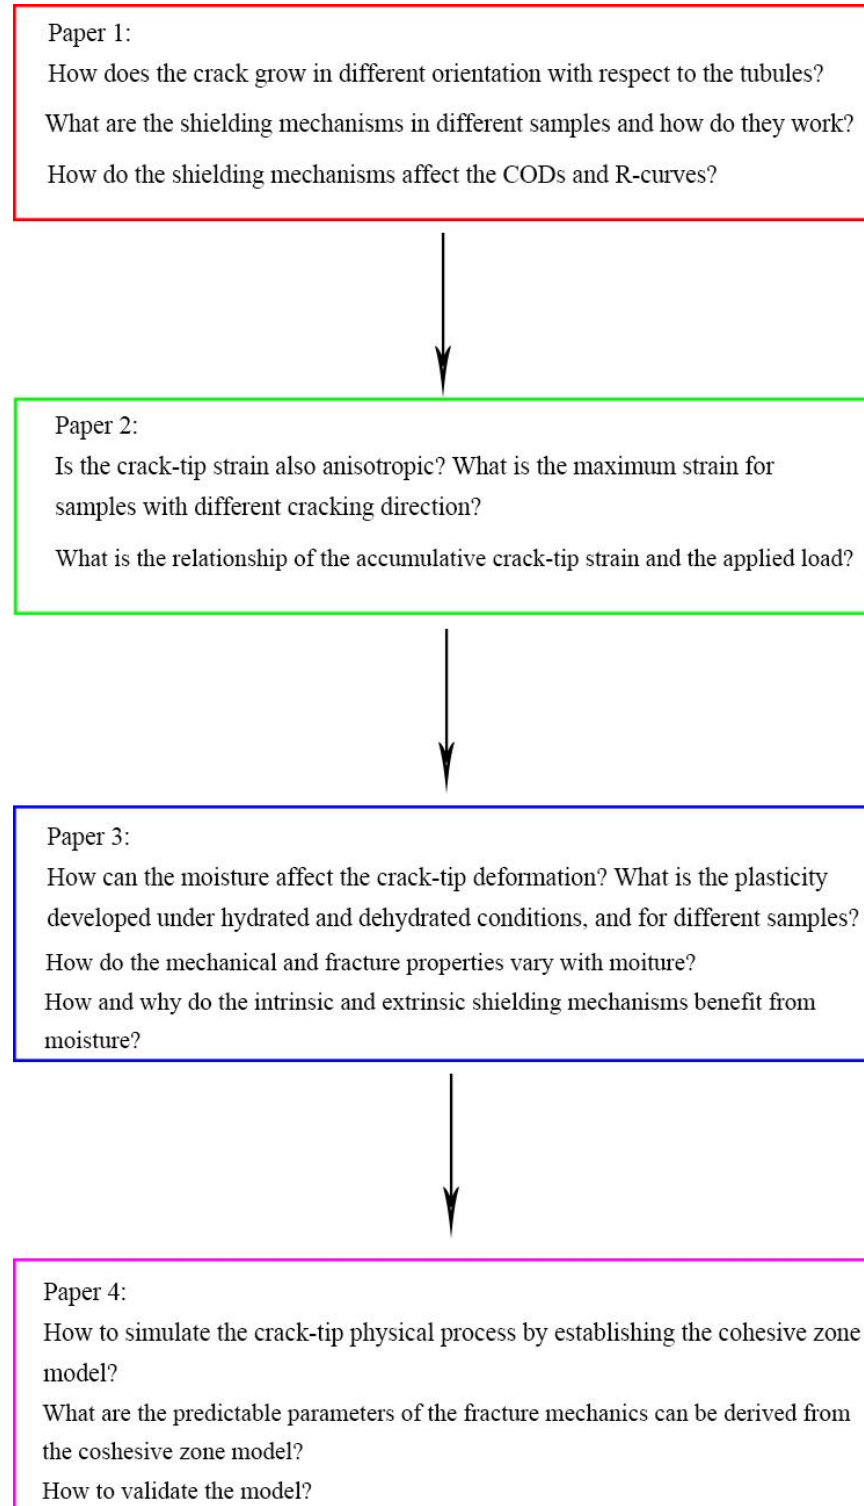 Paper 1:
How does the crack grow in different orientation with respect to the tubules?
What are the shielding mechanisms in different samples and how do they work?
How do the shielding mechanisms affect the CODs and R-curves?
Paper 2:
Is the crack-tip strain also anisotropic? What is the maximum strain for
samples with different cracking direction?
What is the relationship of the accumulative crack-tip strain and the applied load?
Paper 3:
How can the moisture affect the crack-tip deformation? What is the plasticity
developed under hydrated and dehydrated conditions, and for different samples?
How do the mechanical and fracture properties vary with moiture?
How and why do the intrinsic and extrinsic shielding mechanisms benefit from
moisture?
Paper 4:
How to simulate the crack-tip physical process by establishing the cohesive zone
model?
What are the predictable parameters of the fracture mechanics can be derived from
the coshesive zone model?
How to validate the model?